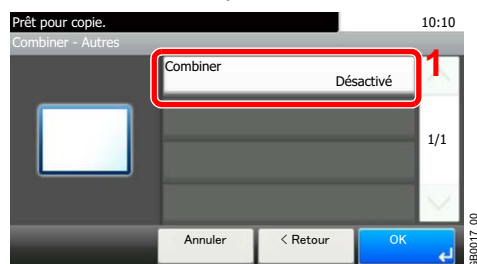 Prêt pour copie. 10:10
Combiner - Autres
Combiner
Désactivé
1
1/1
Annuler < Retour OK